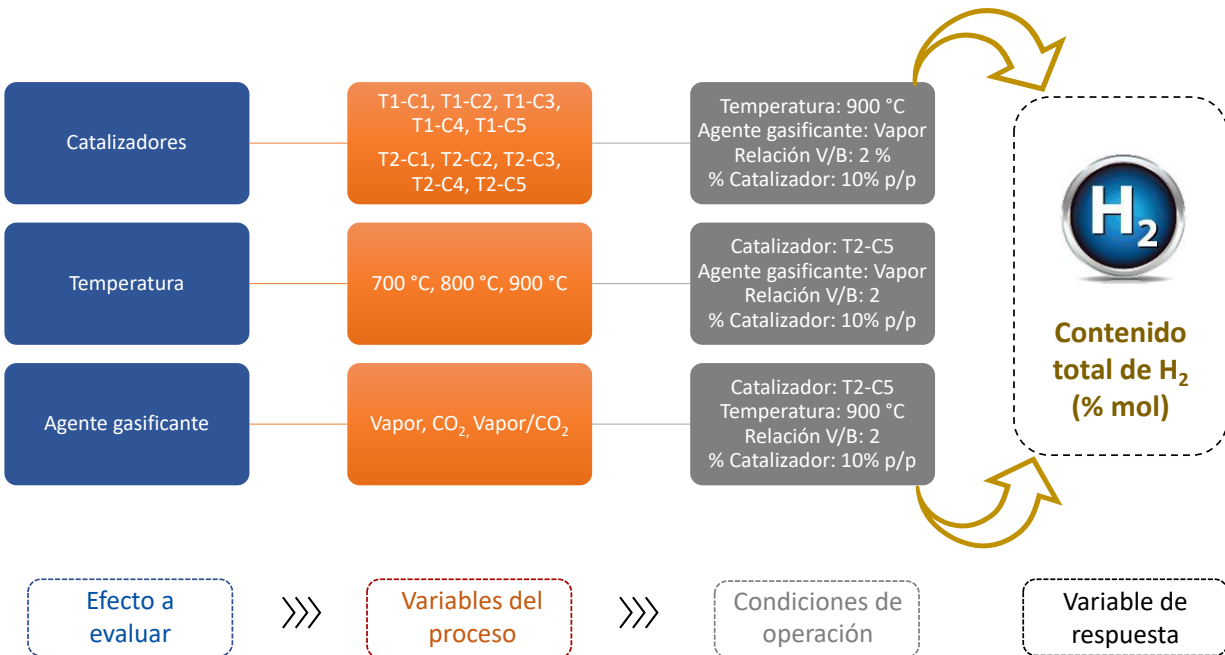 Catalizadores
T1-C1, T1-C2, T1-C3,
T1-C4, T1-C5
T2-C1, T2-C2, T2-C3,
T2-C4, T2-C5
Temperatura: 900 °C
Agente gasificante: Vapor
Relación V/B: 2 %
% Catalizador: 10% p/p
Temperatura
700 °C, 800 °C, 900 °C
Catalizador: T2-C5
Agente gasificante: Vapor
Relación V/B: 2
% Catalizador: 10% p/p
Agente gasificante
Vapor, CO₂, Vapor/CO₂
Catalizador: T2-C5
Temperatura: 900 °C
Relación V/B: 2
% Catalizador: 10% p/p
H₂
Contenido
total de H₂
(% mol)
Efecto a
evaluar
Variables del
proceso
Condiciones de
operación
Variable de
respuesta